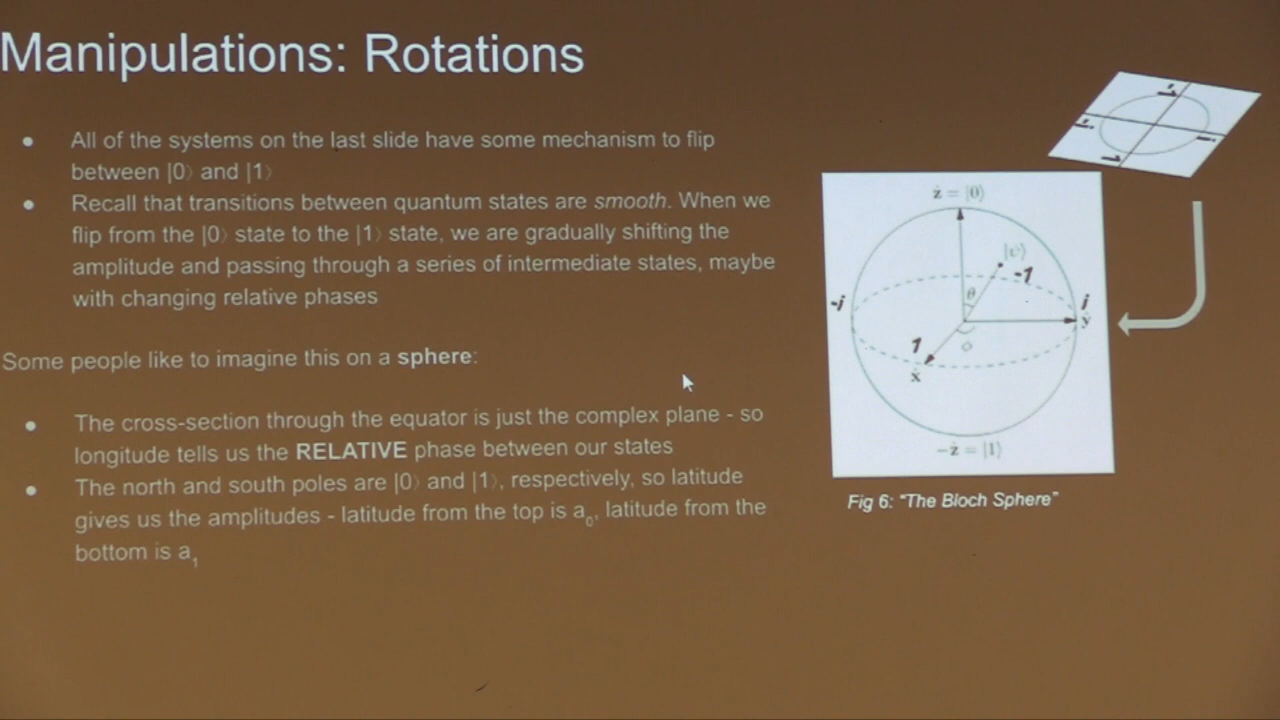 Manipulations: Rotations
● All of the systems on the last slide have some mechanism to flip
between |0⟩ and |1⟩
● Recall that transitions between quantum states are smooth. When we
flip from the |0⟩ state to the |1⟩ state, we are gradually shifting the
amplitude and passing through a series of intermediate states, maybe
with changing relative phases
Some people like to imagine this on a sphere:
● The cross-section through the equator is just the complex plane - so
longitude tells us the RELATIVE phase between our states
● The north and south poles are |0⟩ and |1⟩, respectively, so latitude
gives us the amplitudes - latitude from the top is a₀, latitude from the
bottom is a₁
-1
-i
i
1
ẑ = |0⟩
|ψ⟩
-1
θ
-i
i
ŷ
1
ϕ
x̂
-ẑ = |1⟩
Fig 6: "The Bloch Sphere"